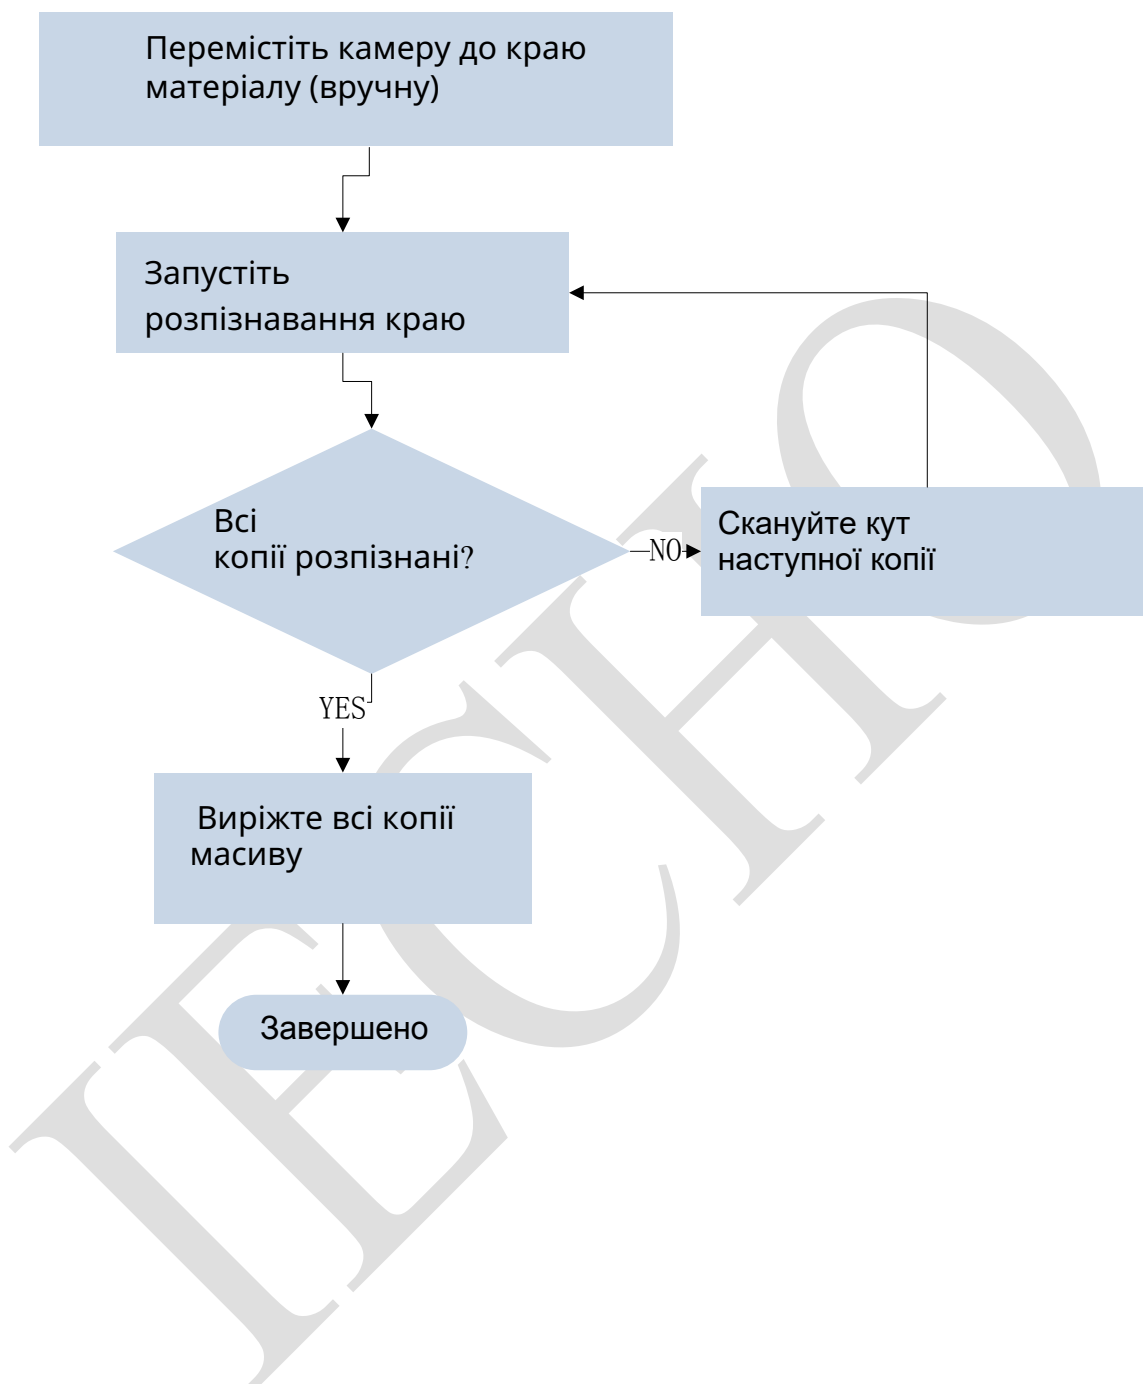 Перемістіть камеру до краю
матеріалу (вручну)
Запустіть
розпізнавання краю
Всі
копії розпізнані?
NO
Скануйте кут
наступної копії
YES
Виріжте всі копії
масиву
Завершено
IECHO